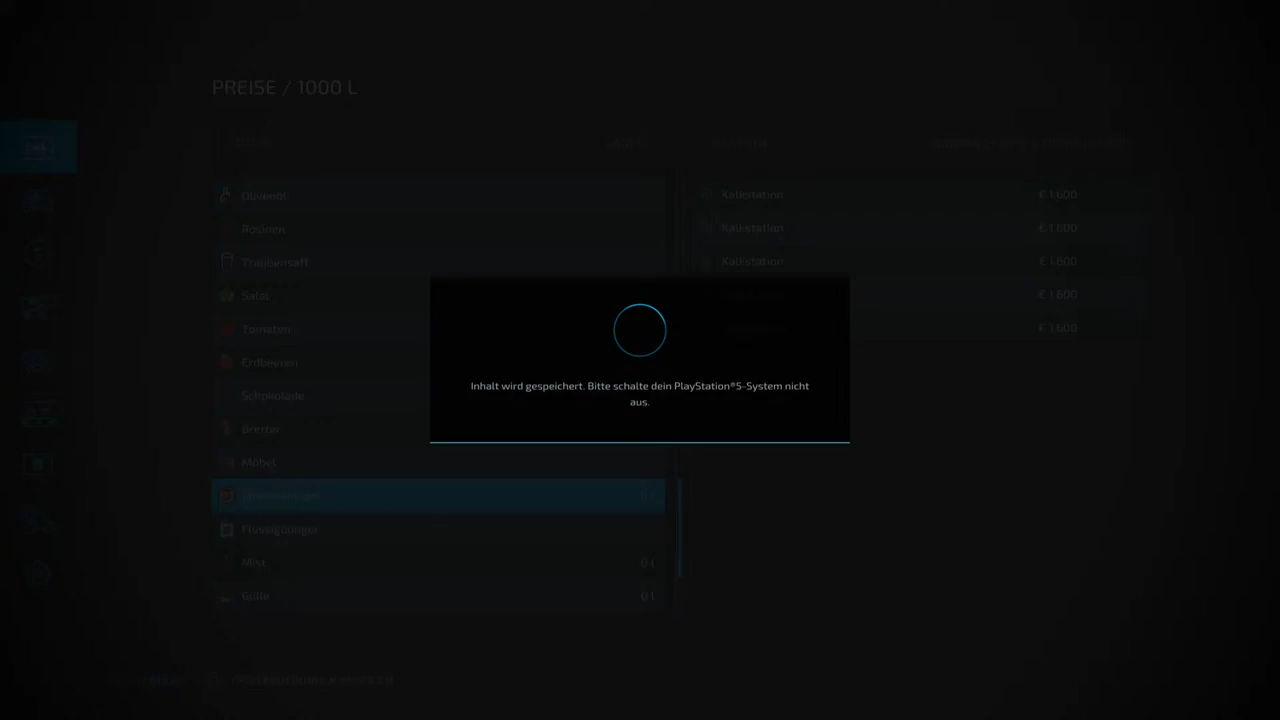 PREISE / 1000 L
Olivenöl
Kalkstation
€ 1.600
Rosinen
Kalkstation
€ 1.600
Traubensaft
Kalkstation
€ 1.600
Salat
€ 1.600
Tomaten
€ 1.600
Erdbeeren
Schokolade
Bretter
Möbel
Inhalt wird gespeichert. Bitte schalte dein PlayStation®5-System nicht
aus.
Flüssigdünger
Mist
0 l
Gülle
0 l